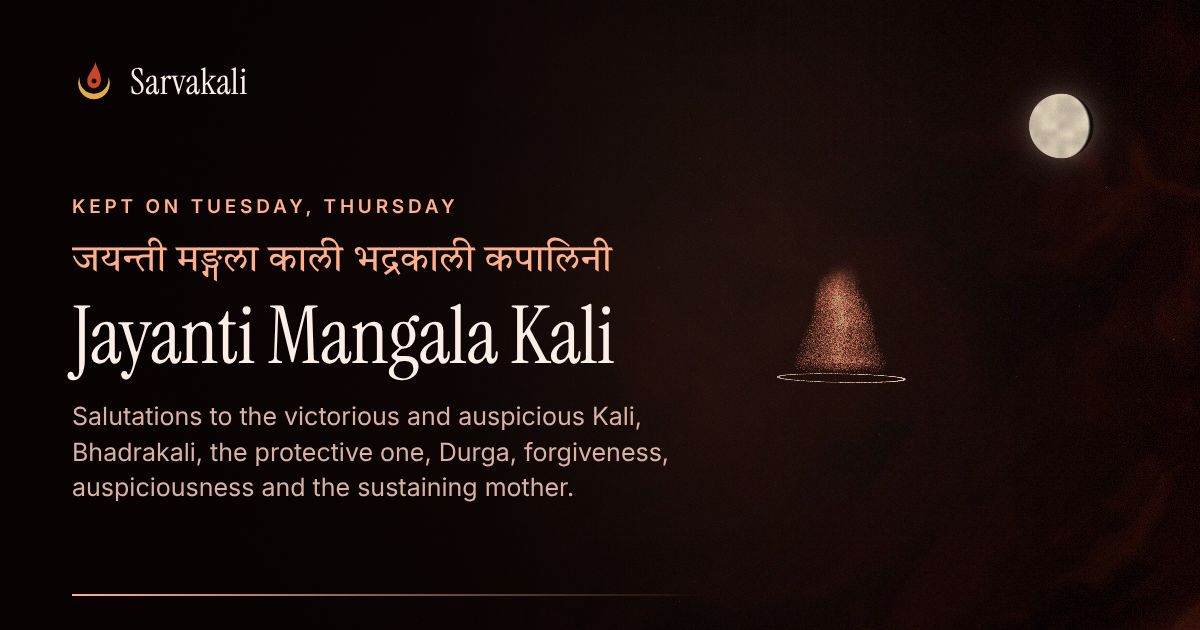 Sarvakali
KEPT ON TUESDAY, THURSDAY
जयन्ती मङ्गला काली भद्रकाली कपालिनी
Jayanti Mangala Kali
Salutations to the victorious and auspicious Kali,
Bhadrakali, the protective one, Durga, forgiveness,
auspiciousness and the sustaining mother.